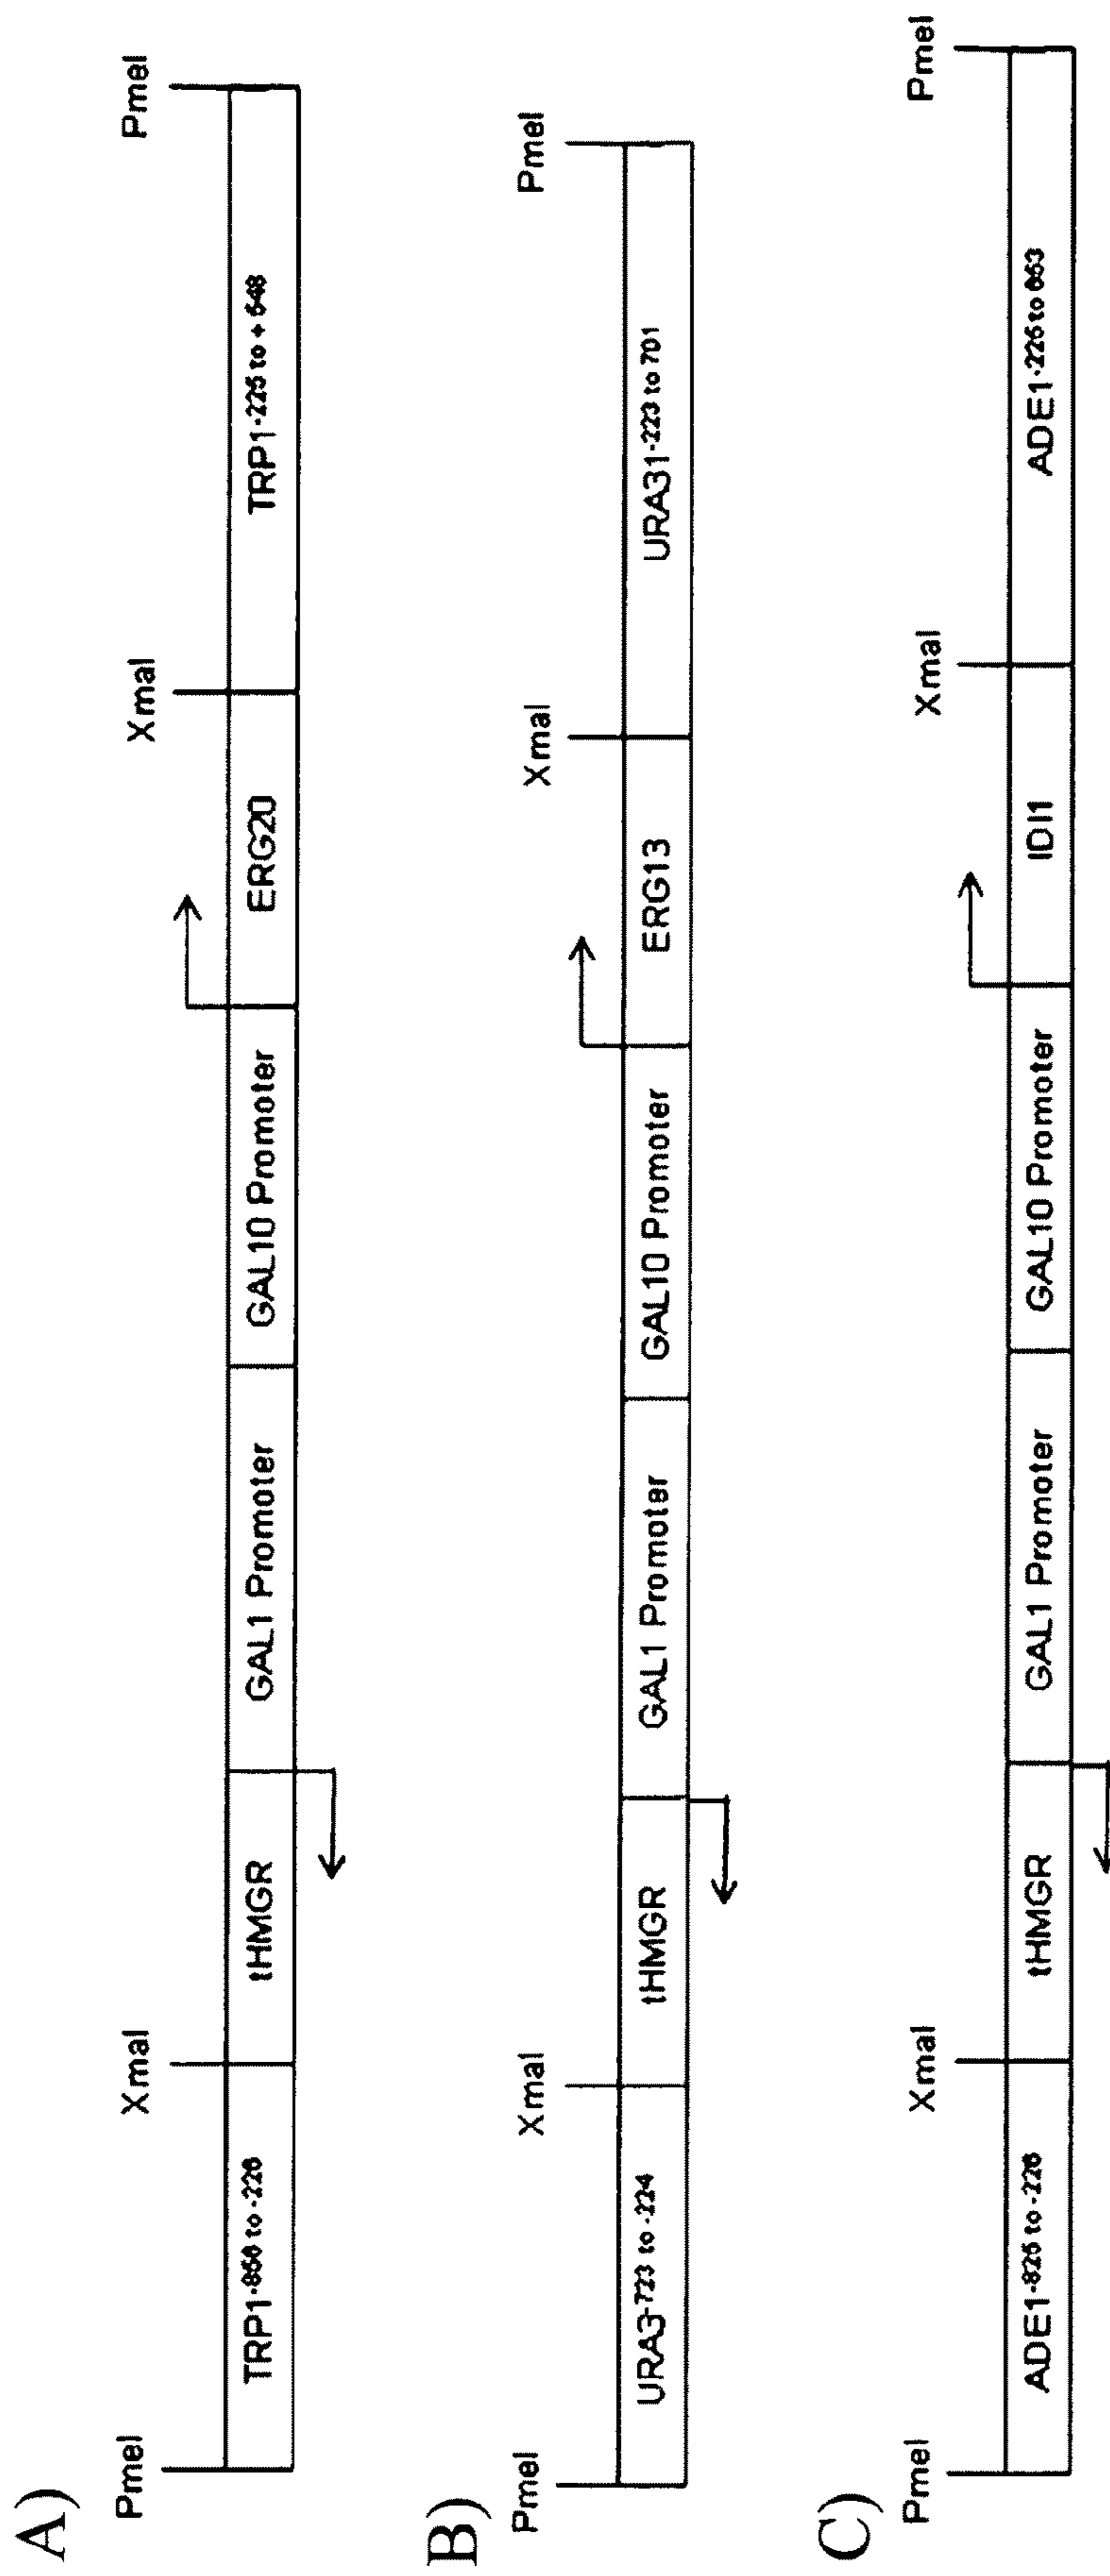 A)
PmeI XmaI XmaI PmeI
TRP1-856 to -226 tHMGR GAL1 Promoter GAL10 Promoter ERG20 TRP1-225 to + 548
B)
PmeI XmaI XmaI PmeI
URA3-723 to -224 tHMGR GAL1 Promoter GAL10 Promoter ERG13 URA31-223 to 701
C)
PmeI XmaI XmaI PmeI
ADE1-825 to -226 tHMGR GAL1 Promoter GAL10 Promoter IDI1 ADE1-225 to 653